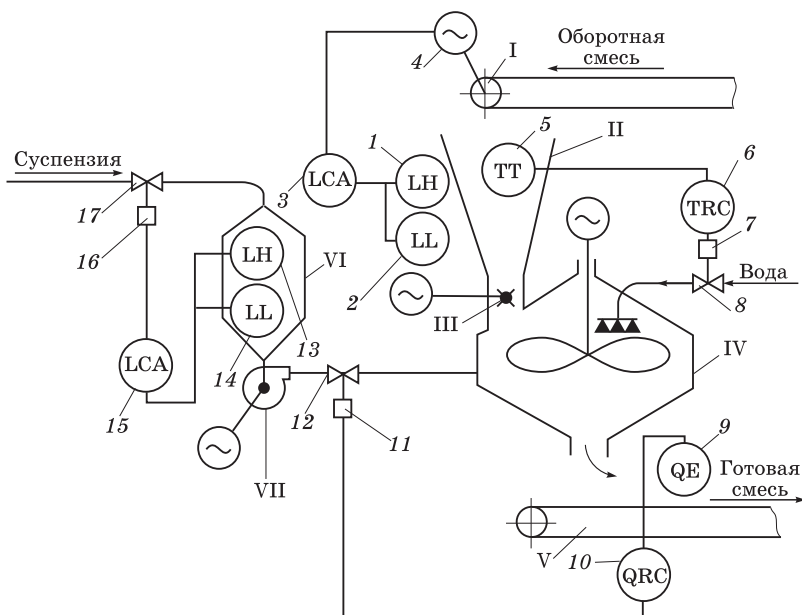 4
I
Оборотная
смесь
1
5
II
Суспензия
3
LCA
LH
TT
6
17
TRC
16
LH
VI
LL
7
2
Вода
III
8
LL
LCA
14
13
IV
15
12
11
9
QE
Готовая
смесь
VII
V
10
QRC